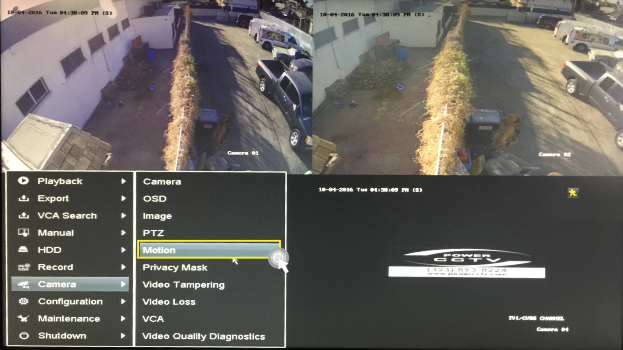 10-04-2016 Tue 04:38:09 PM (S)
Camera 01
10-04-2016 Tue 04:38:09 PM (S)
Camera 02
Playback
Export
VCA Search
Manual
HDD
Record
Camera
Configuration
Maintenance
Shutdown
Camera
OSD
Image
PTZ
Motion
Privacy Mask
Video Tampering
Video Loss
VCA
Video Quality Diagnostics
10-04-2016 Tue 04:38:09 PM (S)
POWER
CCTV
(323) 893 8224
www.powercctv.com
TVI/CVBS CHANNEL
Camera 04